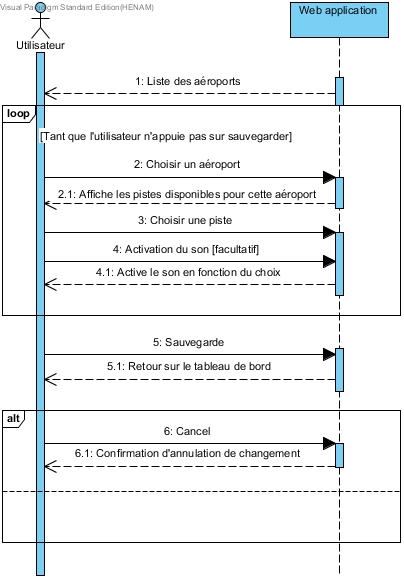 Visual Paradigm Standard Edition(HENAM)
Utilisateur
Web application
1: Liste des aéroports
loop
[Tant que l'utilisateur n'appuie pas sur sauvegarder]
2: Choisir un aéroport
2.1: Affiche les pistes disponibles pour cette aéroport
3: Choisir une piste
4: Activation du son [facultatif]
4.1: Active le son en fonction du choix
5: Sauvegarde
5.1: Retour sur le tableau de bord
alt
6: Cancel
6.1: Confirmation d'annulation de changement